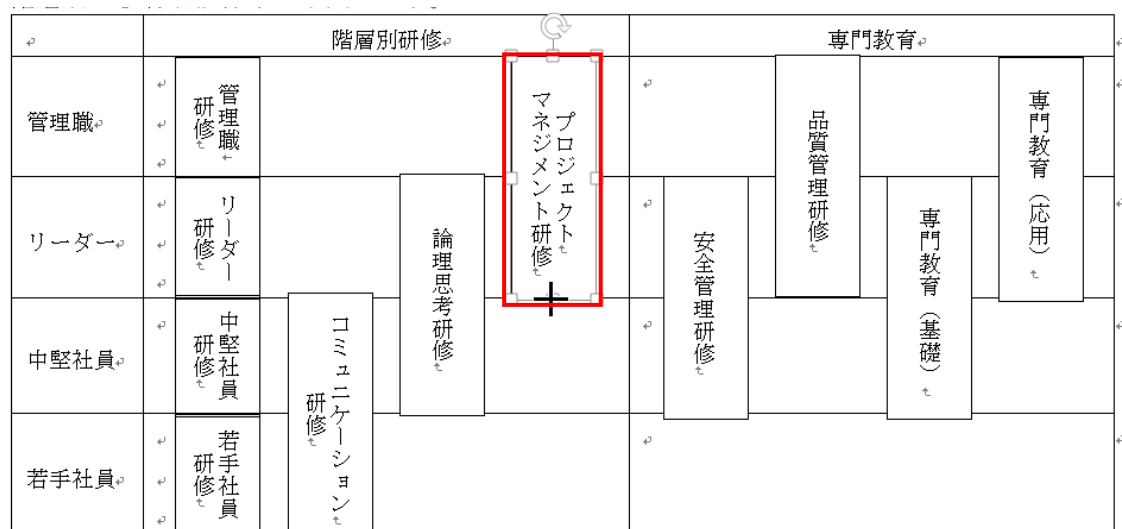 階層別研修
専門教育
管理職
管理職
研修
プロジェクト
マネジメント研修
品質管理研修
専門教育(応用)
リーダー
リーダー
研修
論理思考研修
安全管理研修
専門教育(基礎)
中堅社員
中堅社員
研修
コミュニケーション
研修
若手社員
若手社員
研修